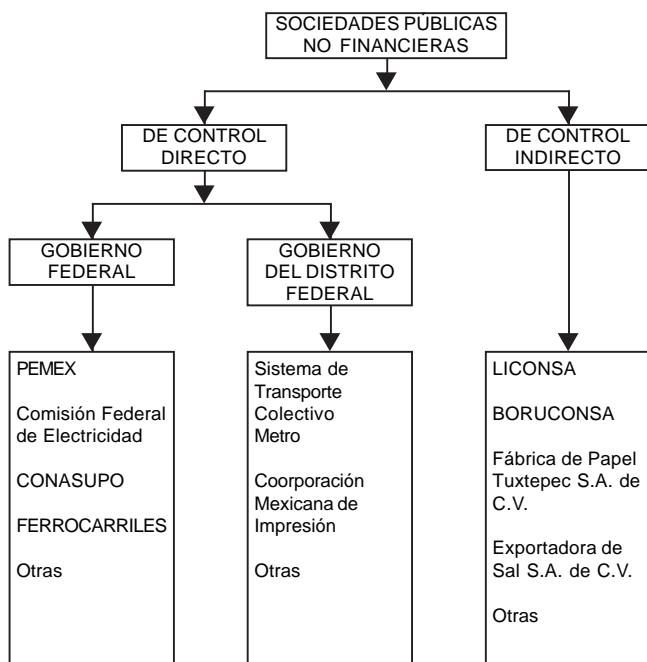 SOCIEDADES PÚBLICAS
NO FINANCIERAS
DE CONTROL
DIRECTO
DE CONTROL
INDIRECTO
GOBIERNO
FEDERAL
GOBIERNO
DEL DISTRITO
FEDERAL
PEMEX
Comisión Federal
de Electricidad
CONASUPO
FERROCARRILES
Otras
Sistema de
Transporte
Colectivo
Metro
Coorporación
Mexicana de
Impresión
Otras
LICONSA
BORUCONSA
Fábrica de Papel
Tuxtepec S.A. de
C.V.
Exportadora de
Sal S.A. de C.V.
Otras